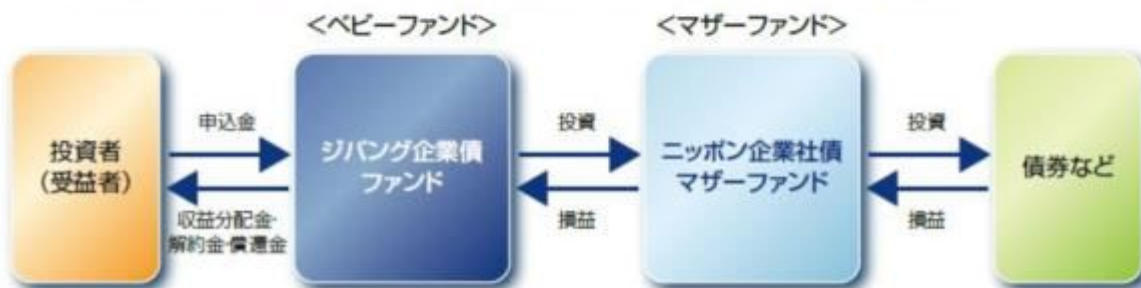 <ベビーファンド>
<マザーファンド>
投資者
(受益者)
申込金
収益分配金・
解約金・償還金
ジパング企業債
ファンド
投資
損益
ニッポン企業社債
マザーファンド
投資
損益
債券など